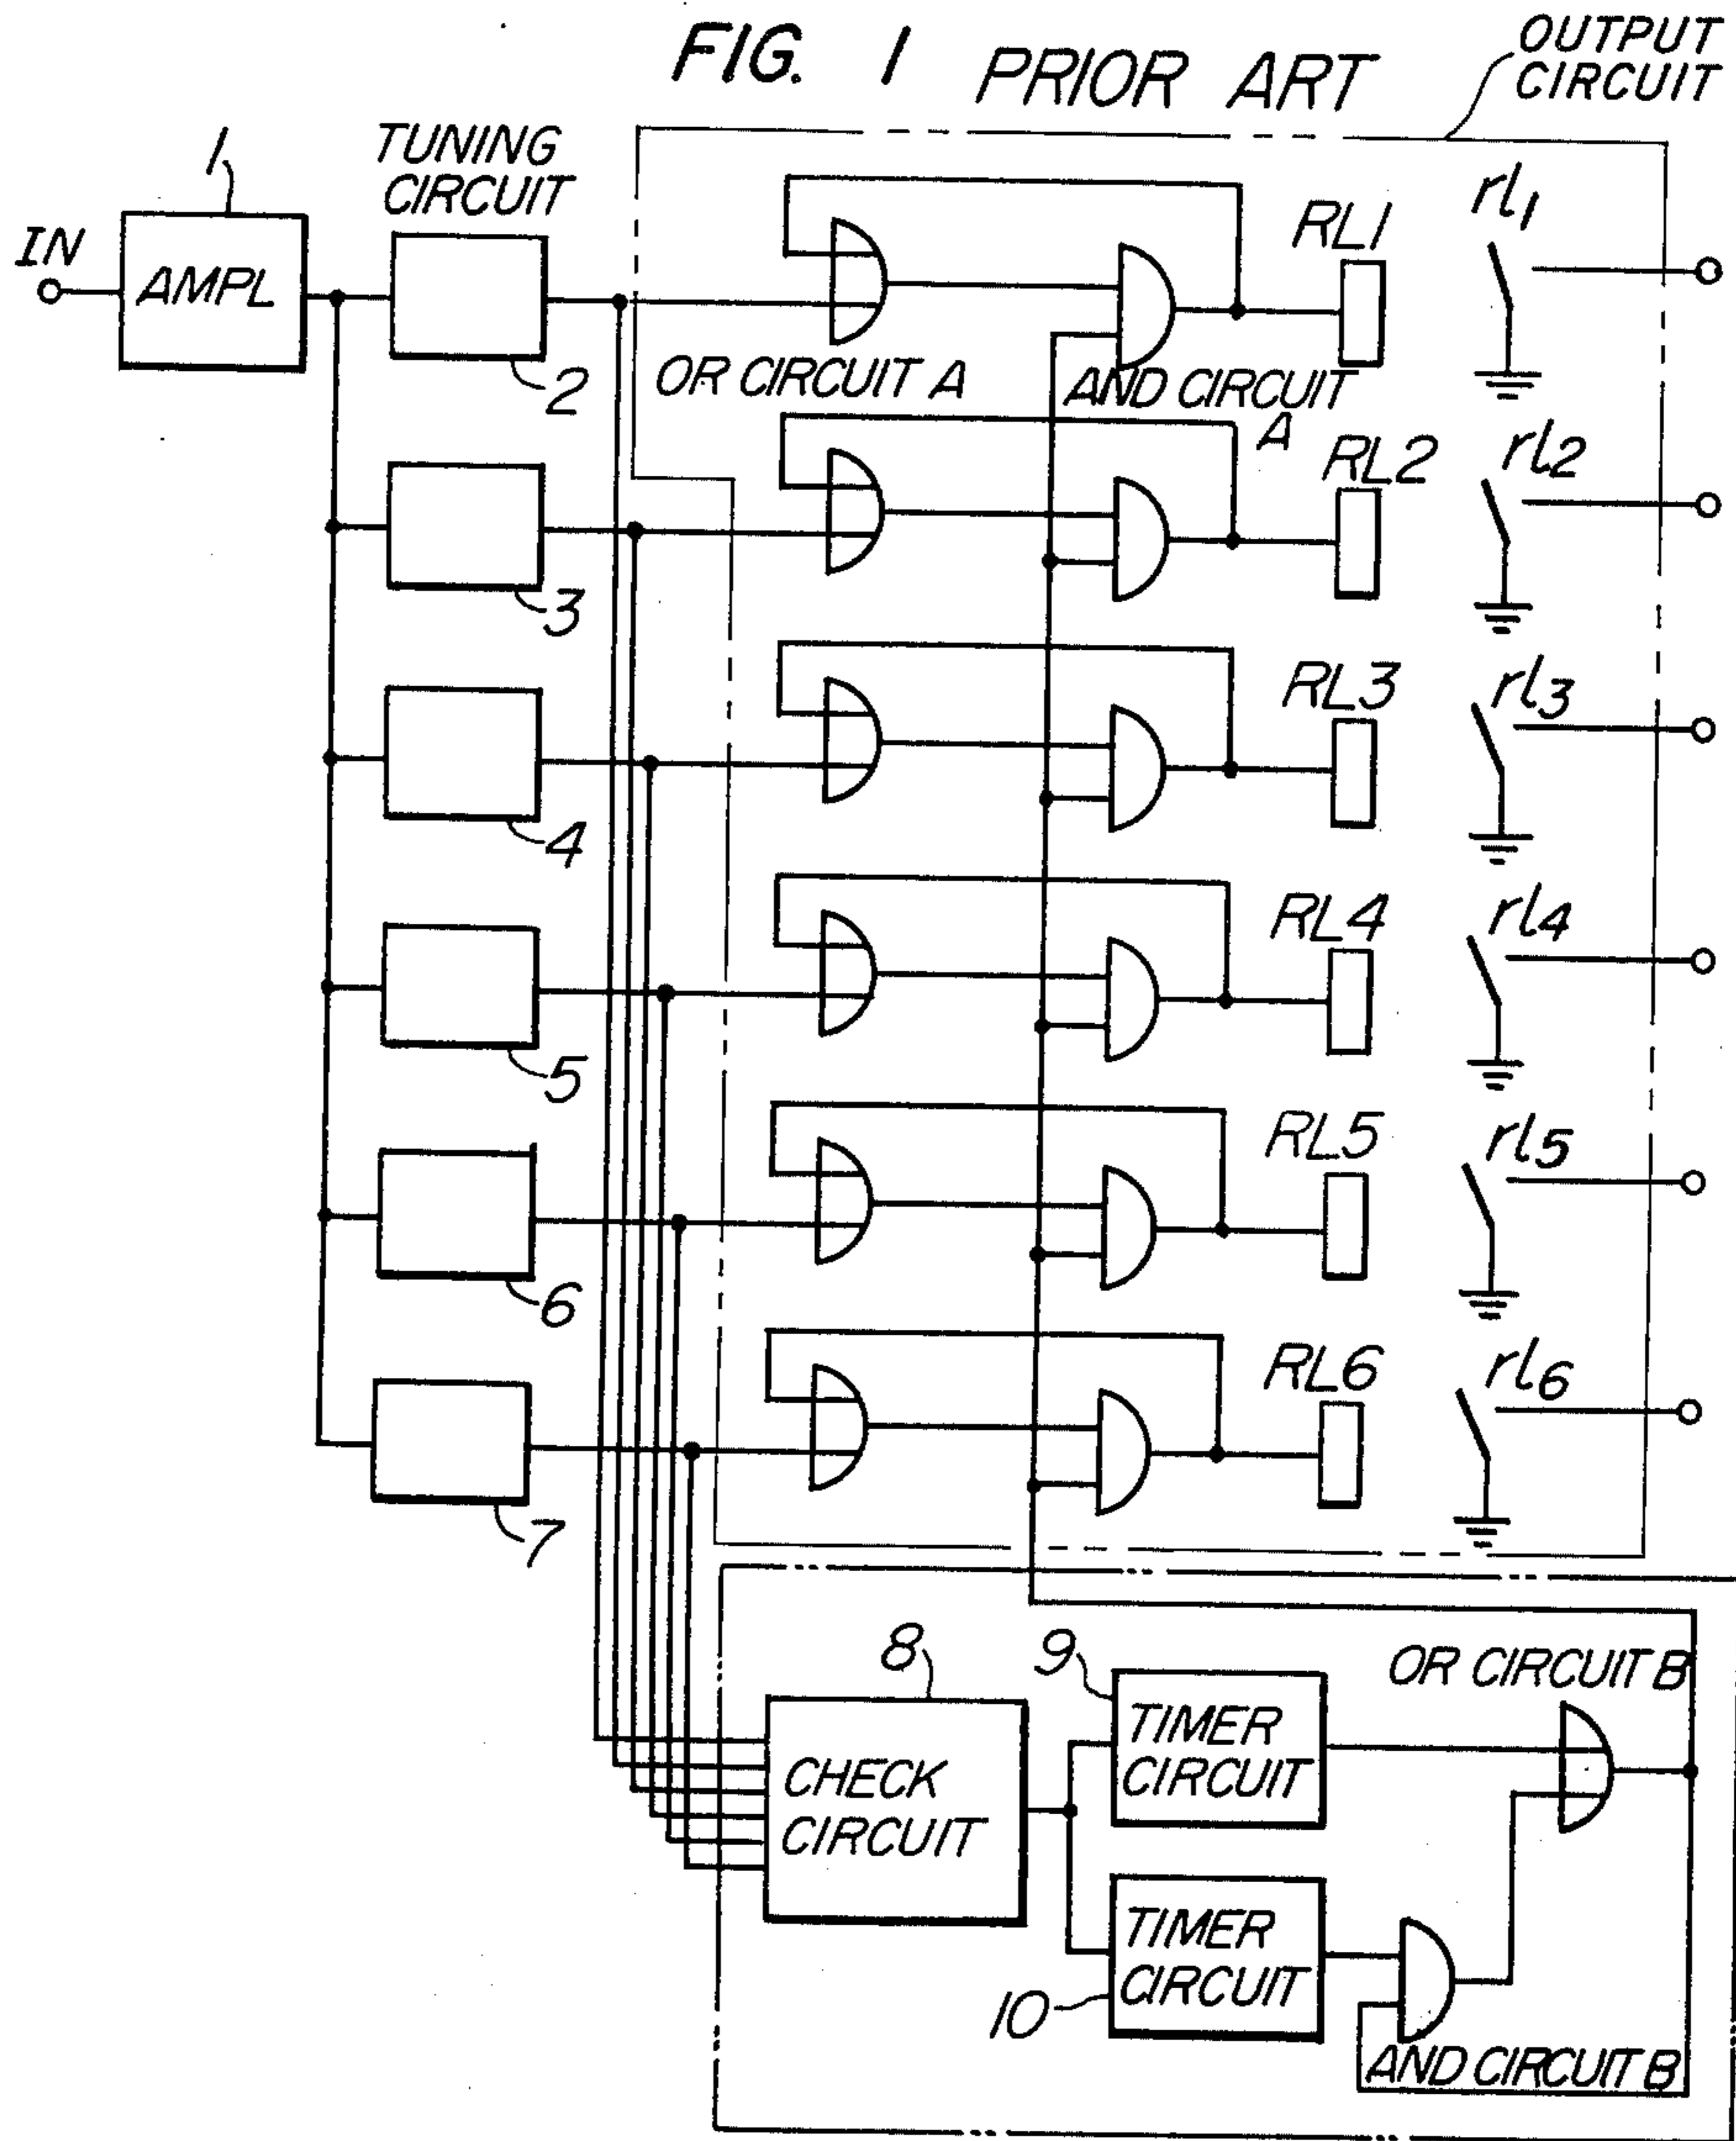 FIG. 1 PRIOR ART
OUTPUT
CIRCUIT
1
TUNING
CIRCUIT
IN
AMPL
2
OR CIRCUIT A
AND CIRCUIT
A
RL1
rl1
3
RL2
rl2
4
RL3
rl3
5
RL4
rl4
6
RL5
rl5
7
RL6
rl6
8
CHECK
CIRCUIT
9
TIMER
CIRCUIT
OR CIRCUIT B
10
TIMER
CIRCUIT
AND CIRCUIT B